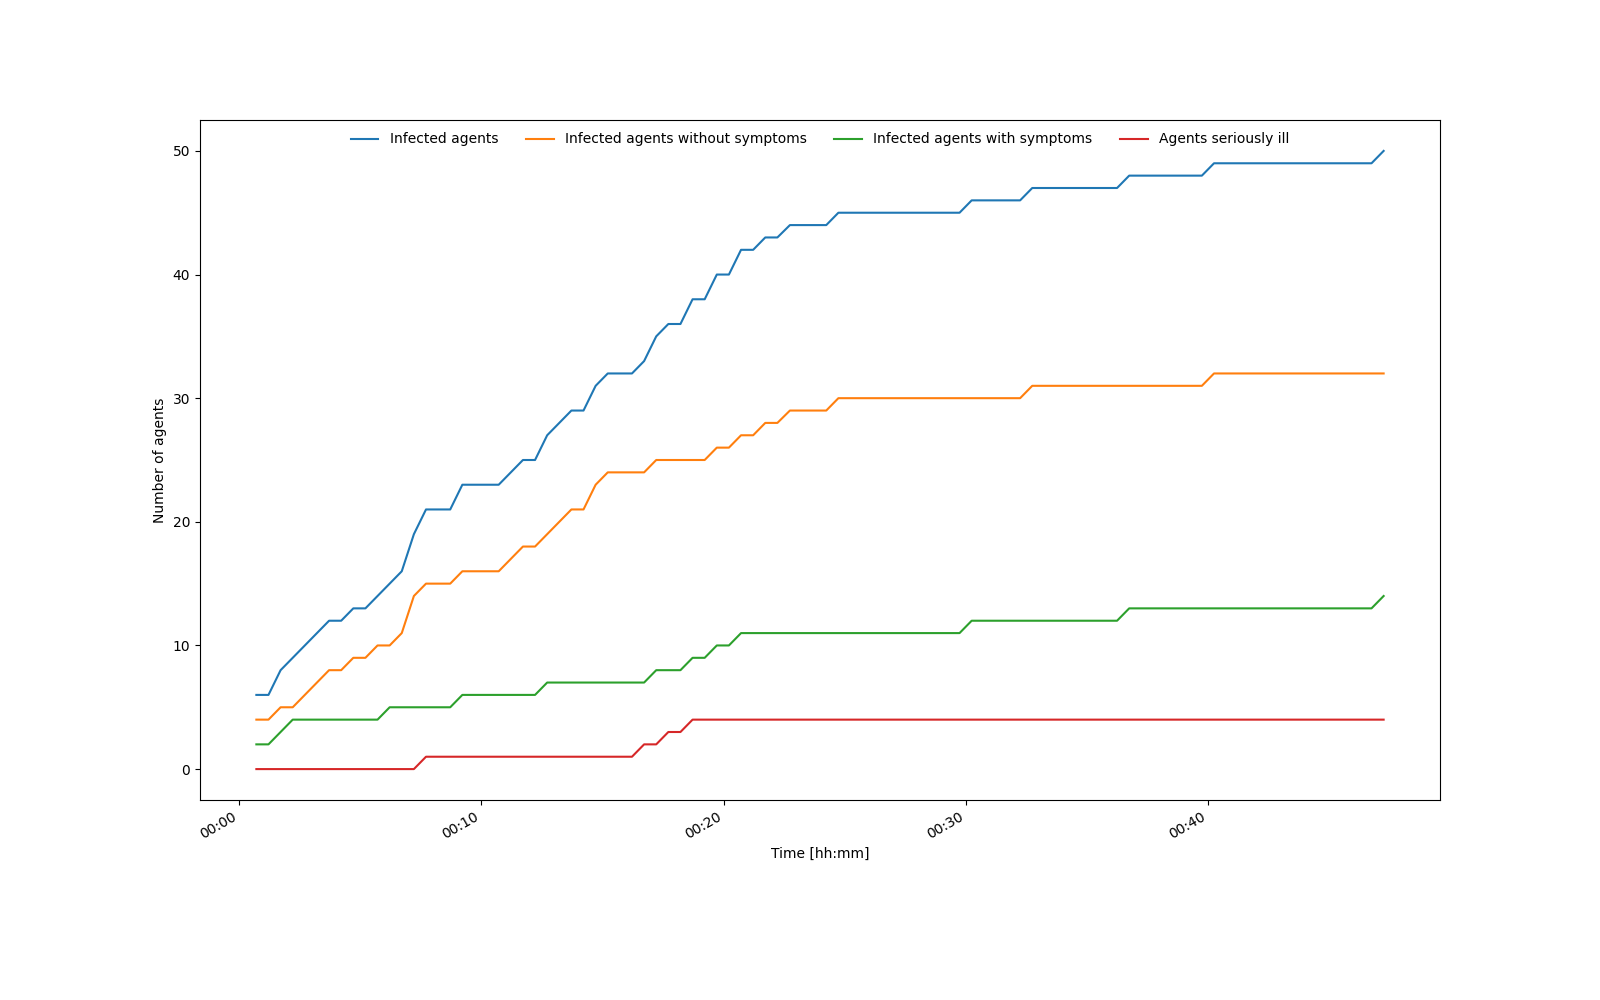 Infected agents Infected agents without symptoms Infected agents with symptoms Agents seriously ill
50
40
30
20
10
0
Number of agents
00:00 00:10 00:20 00:30 00:40
Time [hh:mm]